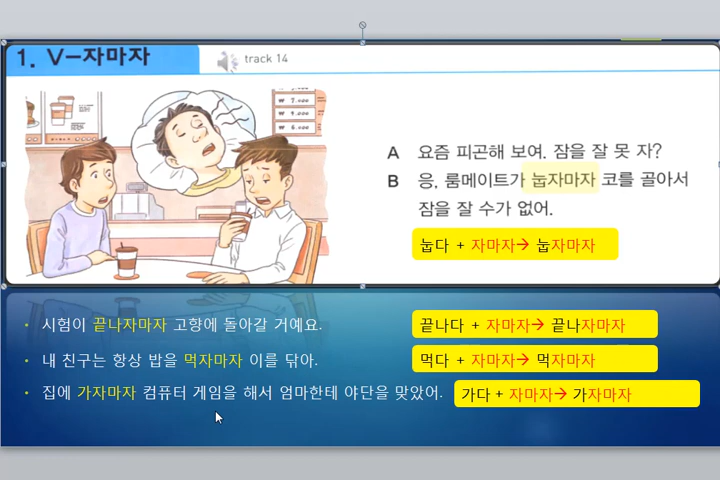 1. V-자마자
track 14
₩ 7.000
₩ 6.000
A 요즘 피곤해 보여. 잠을 잘 못 자?
B 응, 룸메이트가 눕자마자 코를 골아서
잠을 잘 수가 없어.
눕다 + 자마자→ 눕자마자
• 시험이 끝나자마자 고향에 돌아갈 거예요.
끝나다 + 자마자→ 끝나자마자
• 내 친구는 항상 밥을 먹자마자 이를 닦아.
먹다 + 자마자→ 먹자마자
• 집에 가자마자 컴퓨터 게임을 해서 엄마한테 야단을 맞았어.
가다 + 자마자→ 가자마자